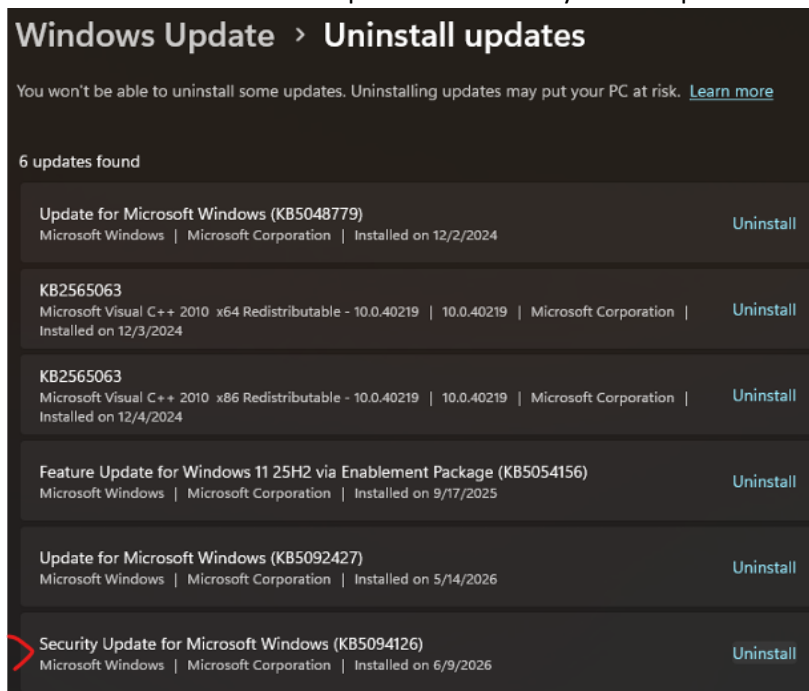 Windows Update > Uninstall updates
You won't be able to uninstall some updates. Uninstalling updates may put your PC at risk. Learn more
6 updates found
Update for Microsoft Windows (KB5048779)
Microsoft Windows | Microsoft Corporation | Installed on 12/2/2024
Uninstall
KB2565063
Microsoft Visual C++ 2010 x64 Redistributable - 10.0.40219 | 10.0.40219 | Microsoft Corporation |
Installed on 12/3/2024
Uninstall
KB2565063
Microsoft Visual C++ 2010 x86 Redistributable - 10.0.40219 | 10.0.40219 | Microsoft Corporation |
Installed on 12/4/2024
Uninstall
Feature Update for Windows 11 25H2 via Enablement Package (KB5054156)
Microsoft Windows | Microsoft Corporation | Installed on 9/17/2025
Uninstall
Update for Microsoft Windows (KB5092427)
Microsoft Windows | Microsoft Corporation | Installed on 5/14/2026
Uninstall
Security Update for Microsoft Windows (KB5094126)
Microsoft Windows | Microsoft Corporation | Installed on 6/9/2026
Uninstall